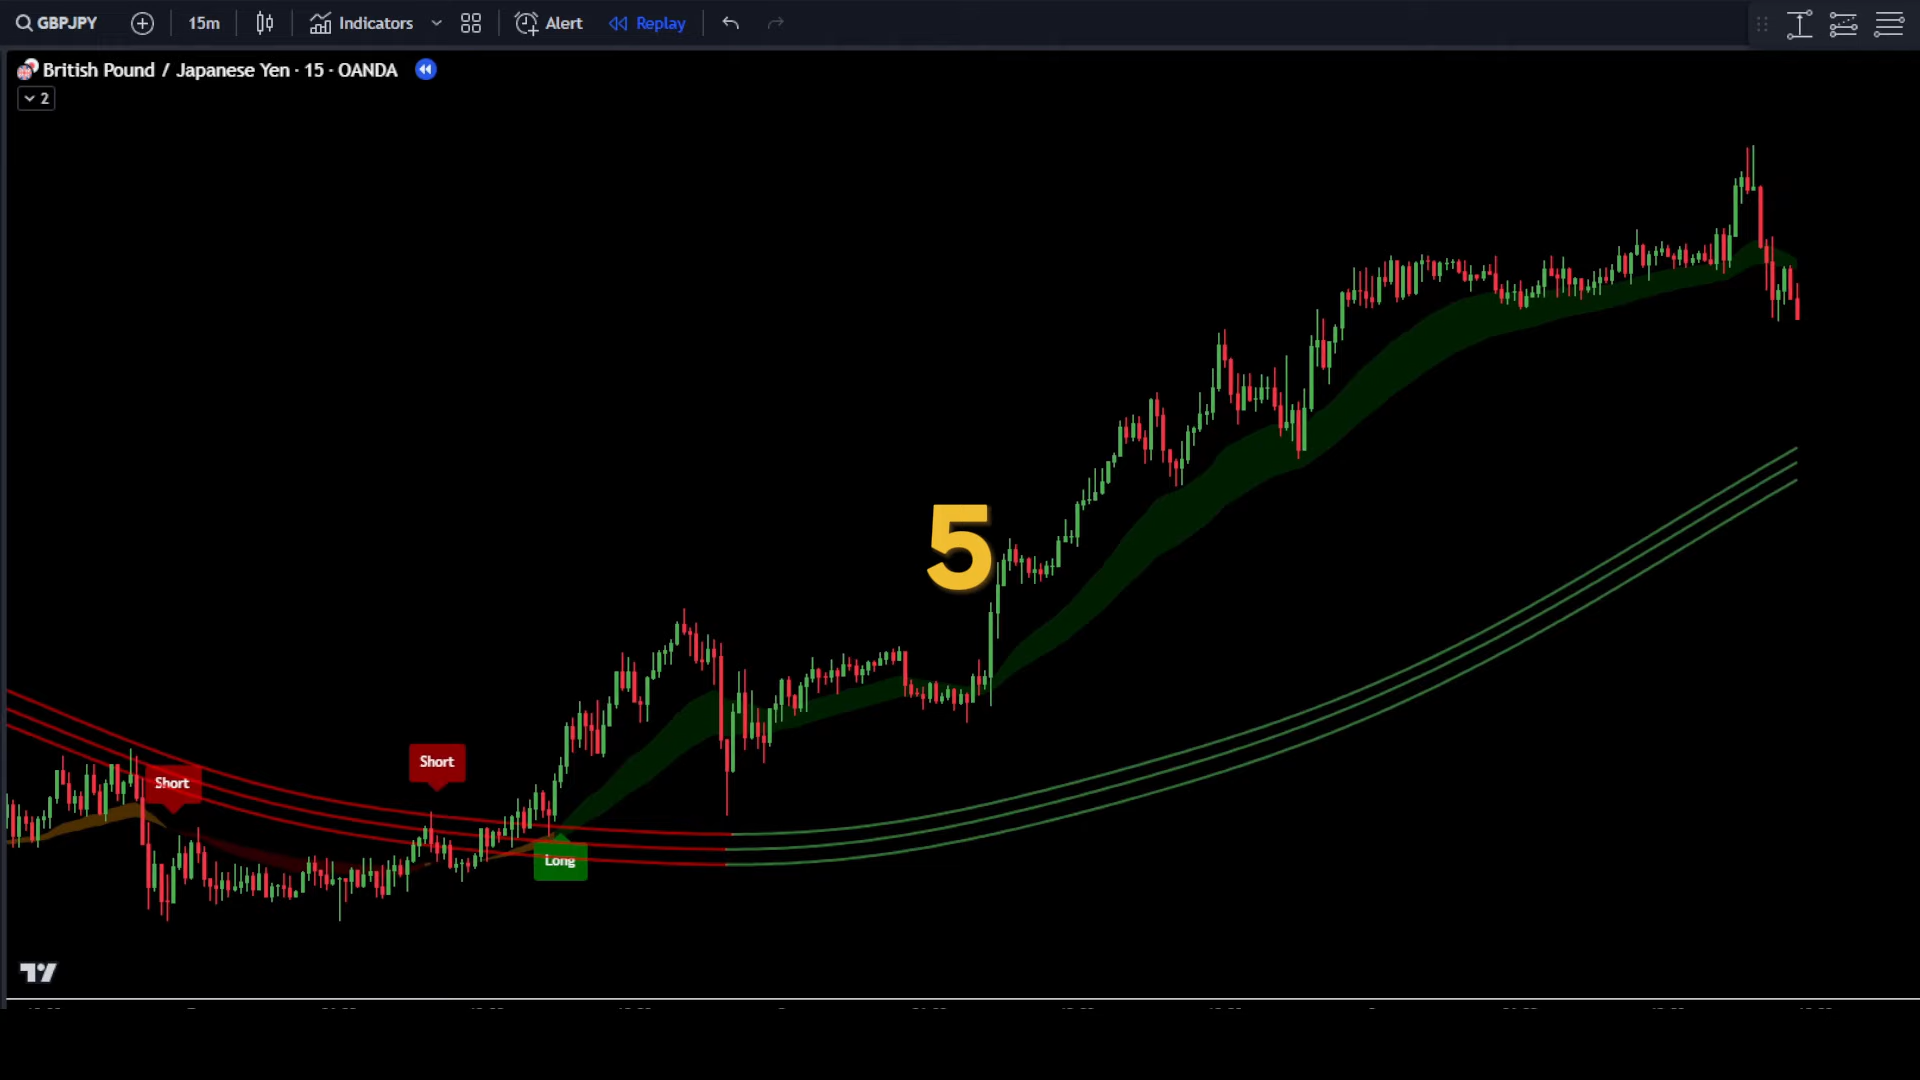 GBPJPY
15m
Indicators
Alert
Replay
British Pound / Japanese Yen · 15 · OANDA
2
5
Short
Short
Long